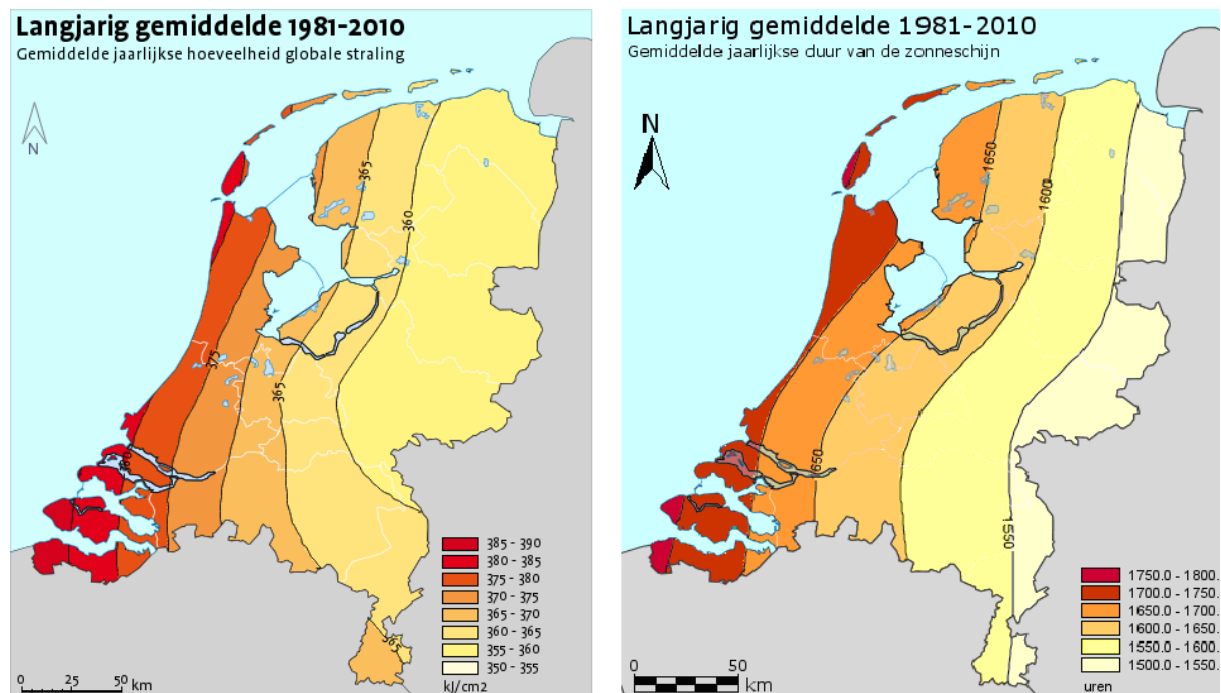 Langjarig gemiddelde 1981-2010
Gemiddelde jaarlijkse hoeveelheid globale straling
N
365
360
375
365
380
365
385 - 390
380 - 385
375 - 380
370 - 375
365 - 370
360 - 365
355 - 360
350 - 355
kJ/cm2
0 25 50 km
Langjarig gemiddelde 1981-2010
Gemiddelde jaarlijkse duur van de zonneschijn
N
1650
1600
650
1550
1750.0 - 1800.
1700.0 - 1750.
1650.0 - 1700.
1600.0 - 1650.
1550.0 - 1600.
1500.0 - 1550.
uren
0 50
km